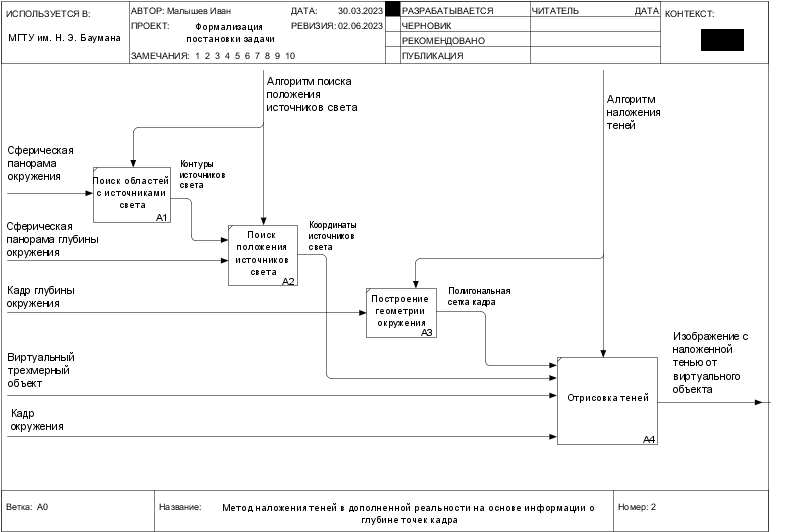 ИСПОЛЬЗУЕТСЯ В:
МГТУ им. Н. Э. Баумана
АВТОР: Малышев Иван
ДАТА: 30.03.2023
ПРОЕКТ: Формализация
постановки задачи
РЕВИЗИЯ: 02.06.2023
ЗАМЕЧАНИЯ: 1 2 3 4 5 6 7 8 9 10
РАЗРАБАТЫВАЕТСЯ
ЧЕРНОВИК
РЕКОМЕНДОВАНО
ПУБЛИКАЦИЯ
ЧИТАТЕЛЬ
ДАТА
КОНТЕКСТ:
Алгоритм поиска
положения
источников света
Алгоритм
наложения
теней
Сферическая
панорама
окружения
Поиск областей
с источниками
света
A1
Контуры
источников
света
Сферическая
панорама глубины
окружения
Поиск
положения
источников
света
A2
Координаты
источников
света
Кадр глубины
окружения
Построение
геометрии
окружения
A3
Полигональная
сетка кадра
Виртуальный
трехмерный
объект
Кадр
окружения
Отрисовка теней
A4
Изображение с
наложенной
тенью от
виртуального
объекта
Ветка: A0
Название: Метод наложения теней в дополненной реальности на основе информации о
глубине точек кадра
Номер: 2